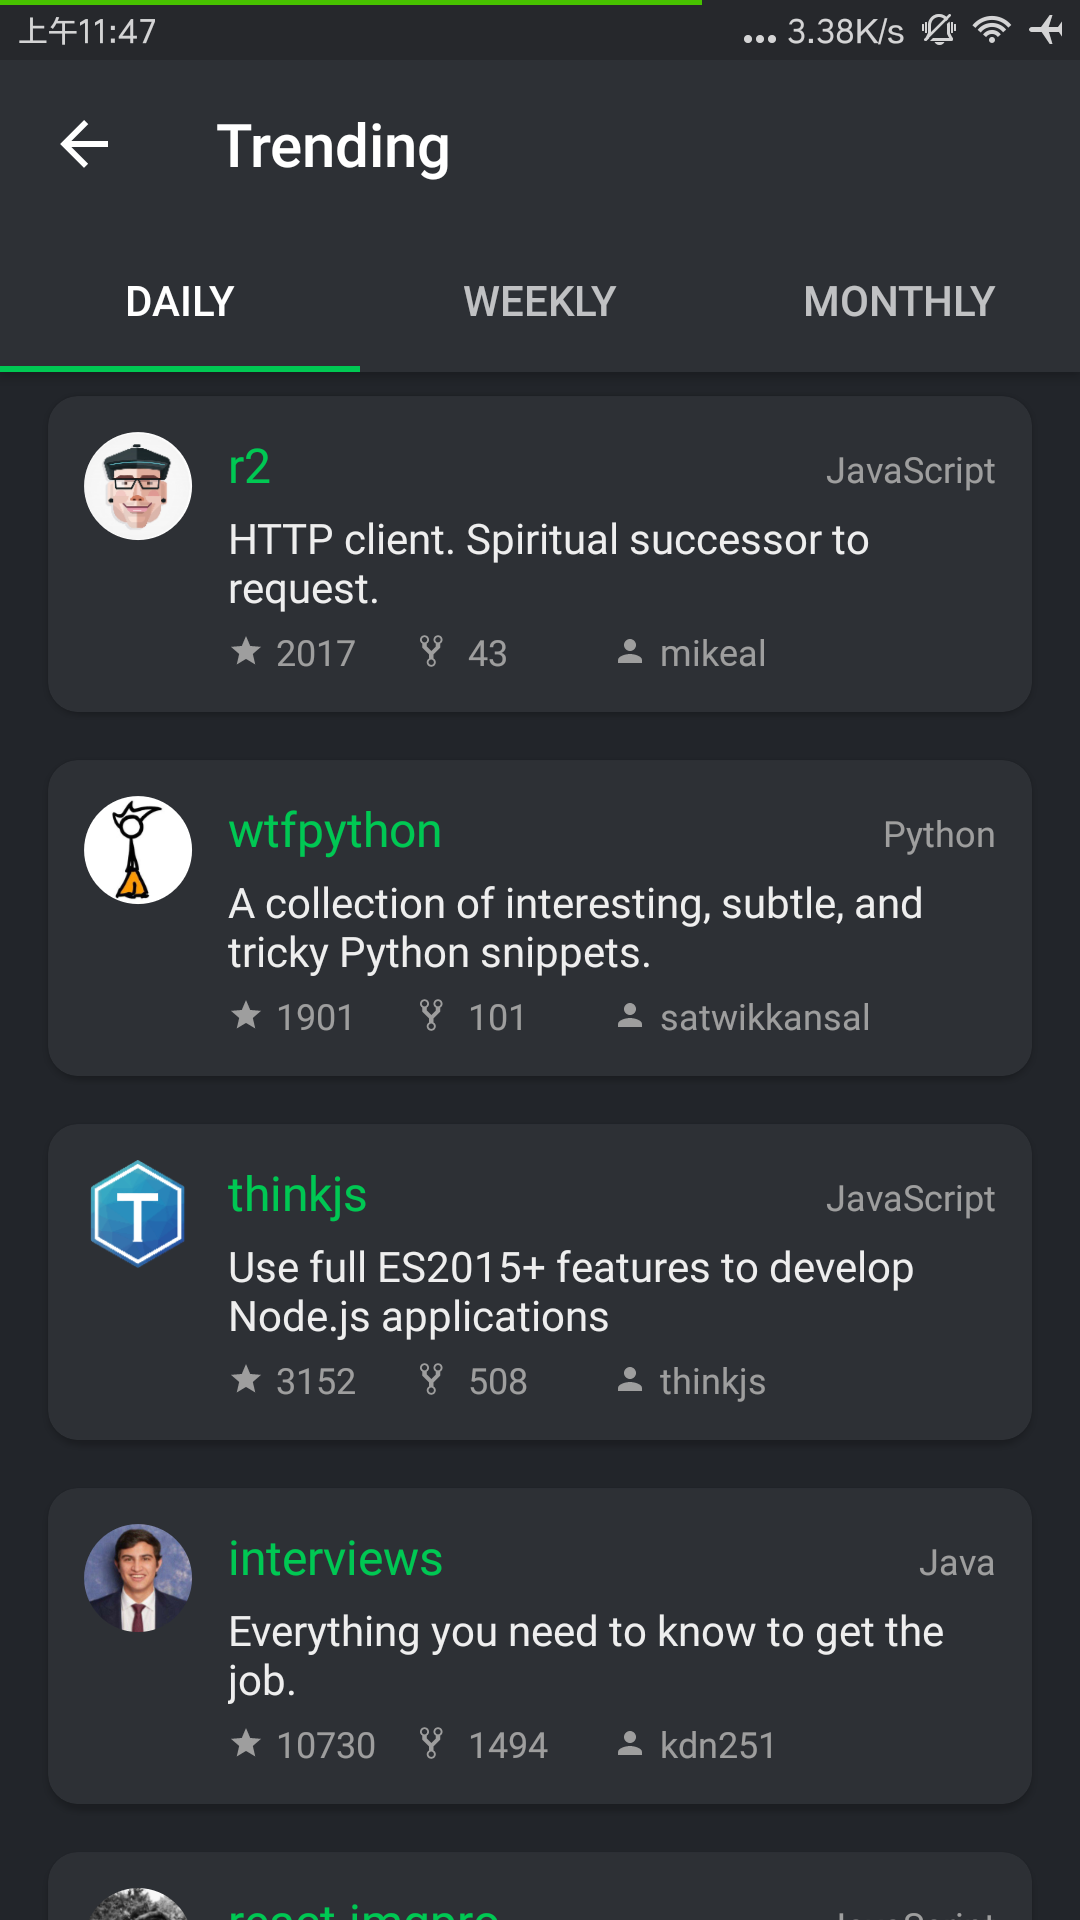 上午11:47
... 3.38K/s
Trending
DAILY
WEEKLY
MONTHLY
r2
JavaScript
HTTP client. Spiritual successor to
request.
2017
43
mikeal
wtfpython
Python
A collection of interesting, subtle, and
tricky Python snippets.
1901
101
satwikkansal
T
thinkjs
JavaScript
Use full ES2015+ features to develop
Node.js applications
3152
508
thinkjs
interviews
Java
Everything you need to know to get the
job.
10730
1494
kdn251